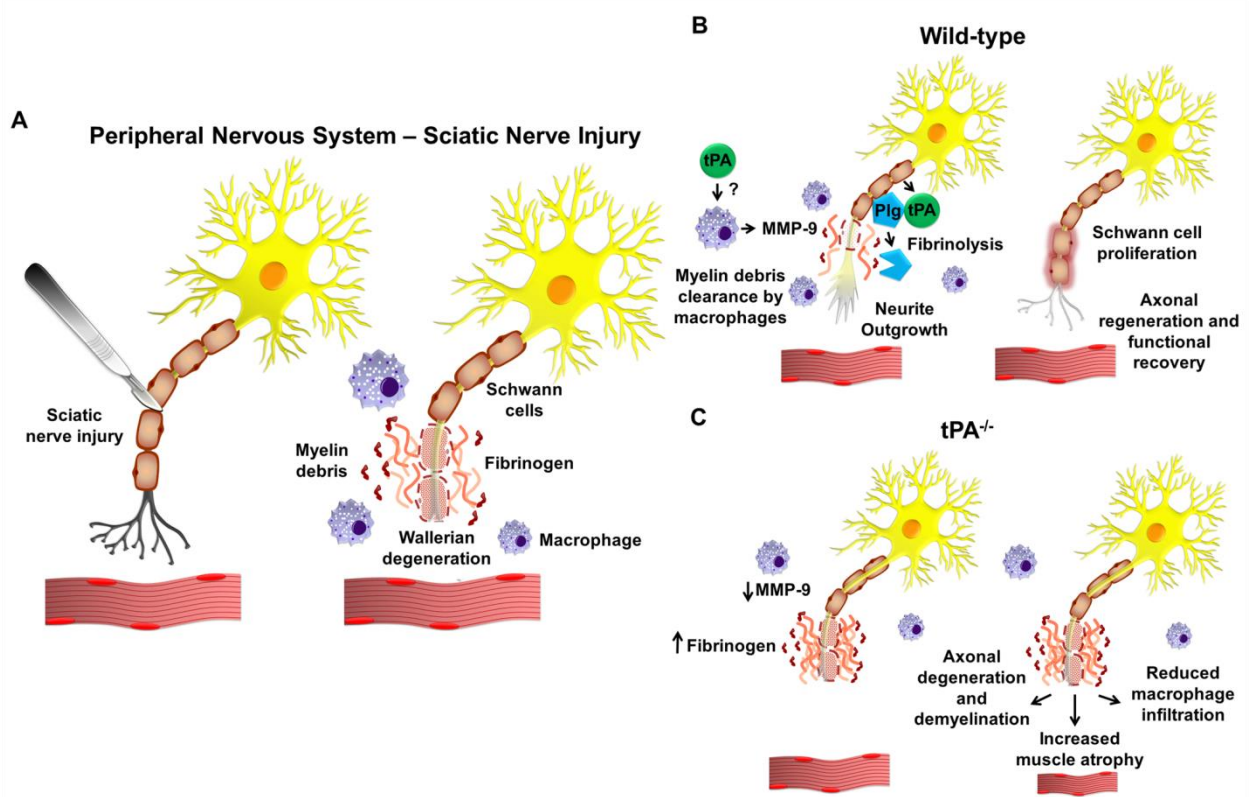 A
Peripheral Nervous System – Sciatic Nerve Injury
Sciatic
nerve injury
Schwann
cells
Myelin
debris
Fibrinogen
Wallerian
degeneration
Macrophage
B
Wild-type
tPA
?
MMP-9
Plg
tPA
Fibrinolysis
Myelin debris
clearance by
macrophages
Neurite
Outgrowth
Schwann cell
proliferation
Axonal
regeneration and
functional
recovery
C
tPA-/-
↓MMP-9
↑Fibrinogen
Axonal
degeneration
and
demyelination
Reduced
macrophage
infiltration
Increased
muscle atrophy